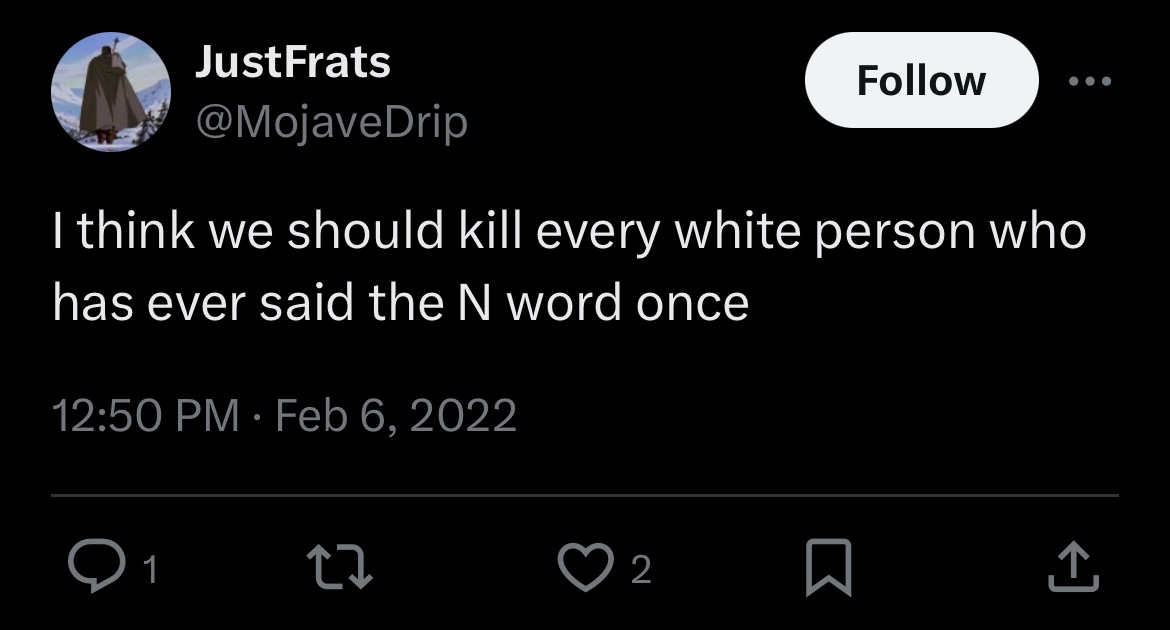 JustFrats
Follow
@MojaveDrip
I think we should kill every white person who
has ever said the N word once
12:50 PM · Feb 6, 2022
1
2